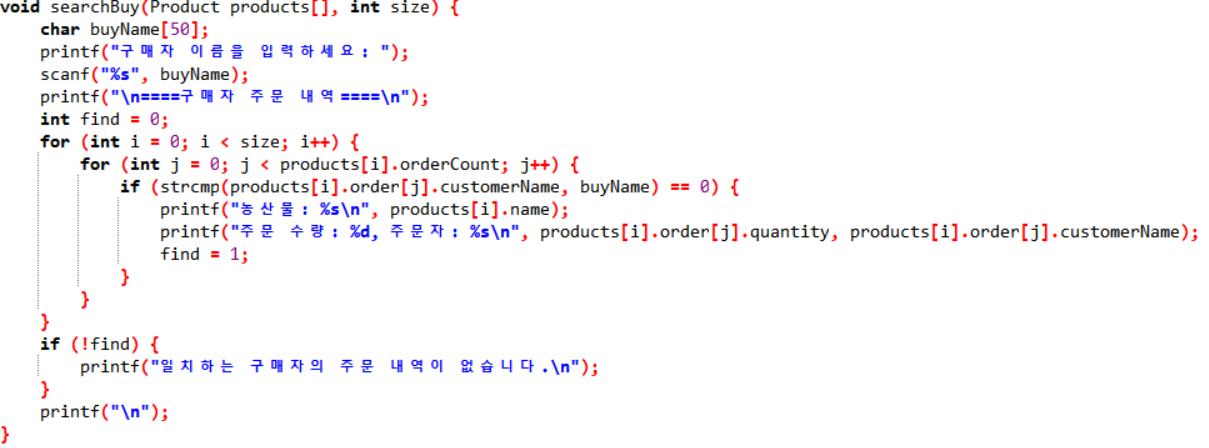 void searchBuy(Product products[], int size) {
    char buyName[50];
    printf("구매자 이름을 입력하세요: ");
    scanf("%s", buyName);
    printf("\n====구매자 주문 내역====\n");
    int find = 0;
    for (int i = 0; i < size; i++) {
        for (int j = 0; j < products[i].orderCount; j++) {
            if (strcmp(products[i].order[j].customerName, buyName) == 0) {
                printf("농산물: %s\n", products[i].name);
                printf("주문 수량: %d, 주문자: %s\n", products[i].order[j].quantity, products[i].order[j].customerName);
                find = 1;
            }
        }
    }
    if (!find) {
        printf("일치하는 구매자의 주문 내역이 없습니다.\n");
    }
    printf("\n");
}